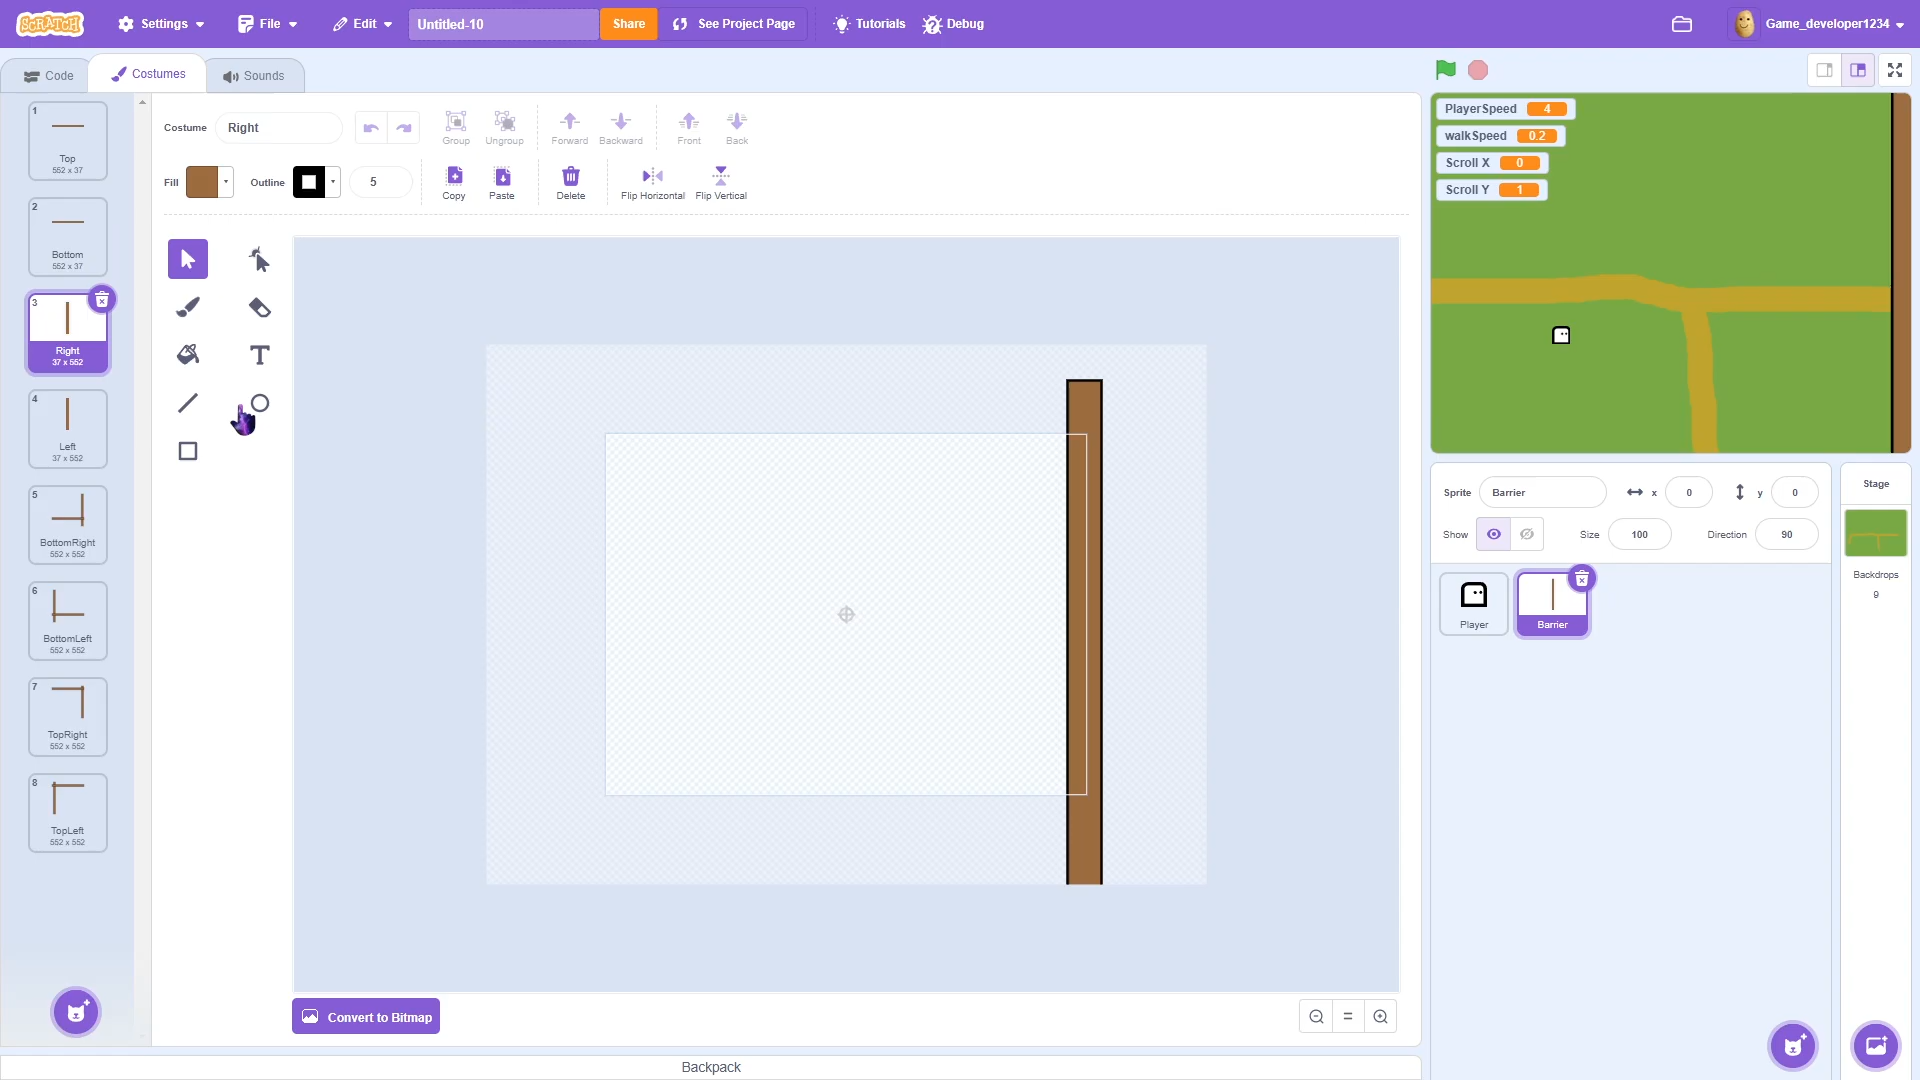 SCRATCH
Settings
File
Edit
Untitled-10
Share
See Project Page
Tutorials
Debug
Game_developer1234
Code
Costumes
Sounds
1
Top
552 x 37
2
Bottom
552 x 37
3
Right
37 x 552
4
Left
37 x 552
5
BottomRight
552 x 552
6
BottomLeft
552 x 552
7
TopRight
552 x 552
8
TopLeft
552 x 552
Costume
Right
Group
Ungroup
Forward
Backward
Front
Back
Fill
Outline
5
Copy
Paste
Delete
Flip Horizontal
Flip Vertical
T
Convert to Bitmap
Backpack
PlayerSpeed 4
walkSpeed 0.2
Scroll X 0
Scroll Y 1
Sprite
Barrier
x
0
y
0
Show
Size
100
Direction
90
Player
Barrier
Stage
Backdrops
9